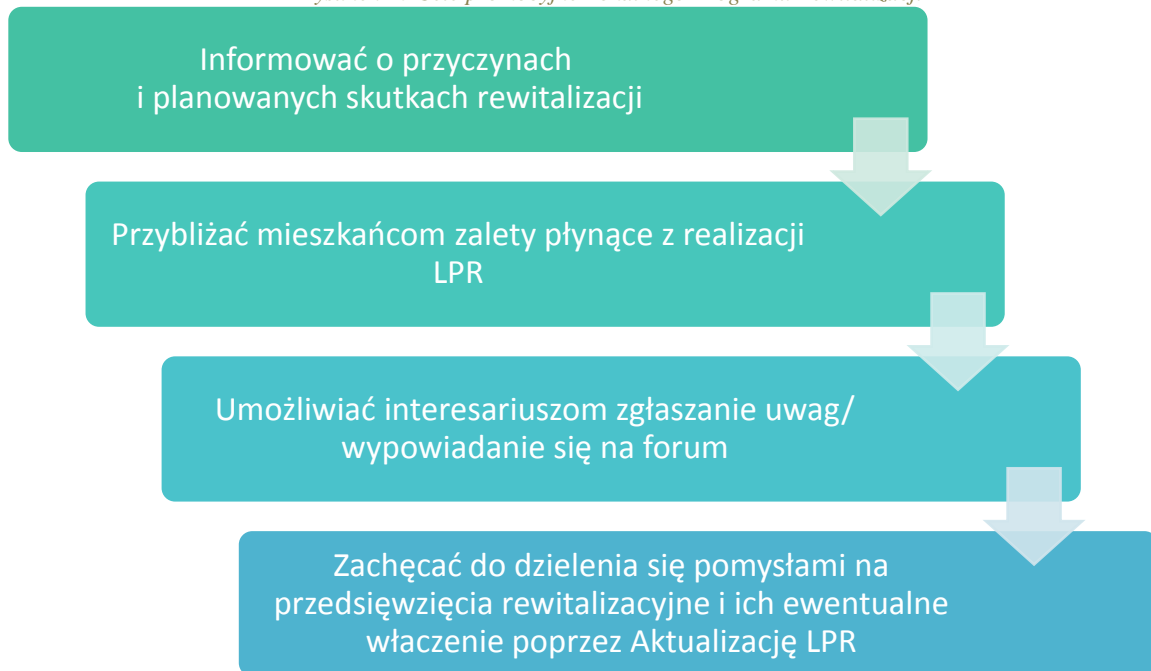 Informować o przyczynach
i planowanych skutkach rewitalizacji
Przybliżać mieszkańcom zalety płynące z realizacji
LPR
Umożliwiać interesariuszom zgłaszanie uwag/
wypowiadanie się na forum
Zachęcać do dzielenia się pomysłami na
przedsięwzięcia rewitalizacyjne i ich ewentualne
właczenie poprzez Aktualizację LPR